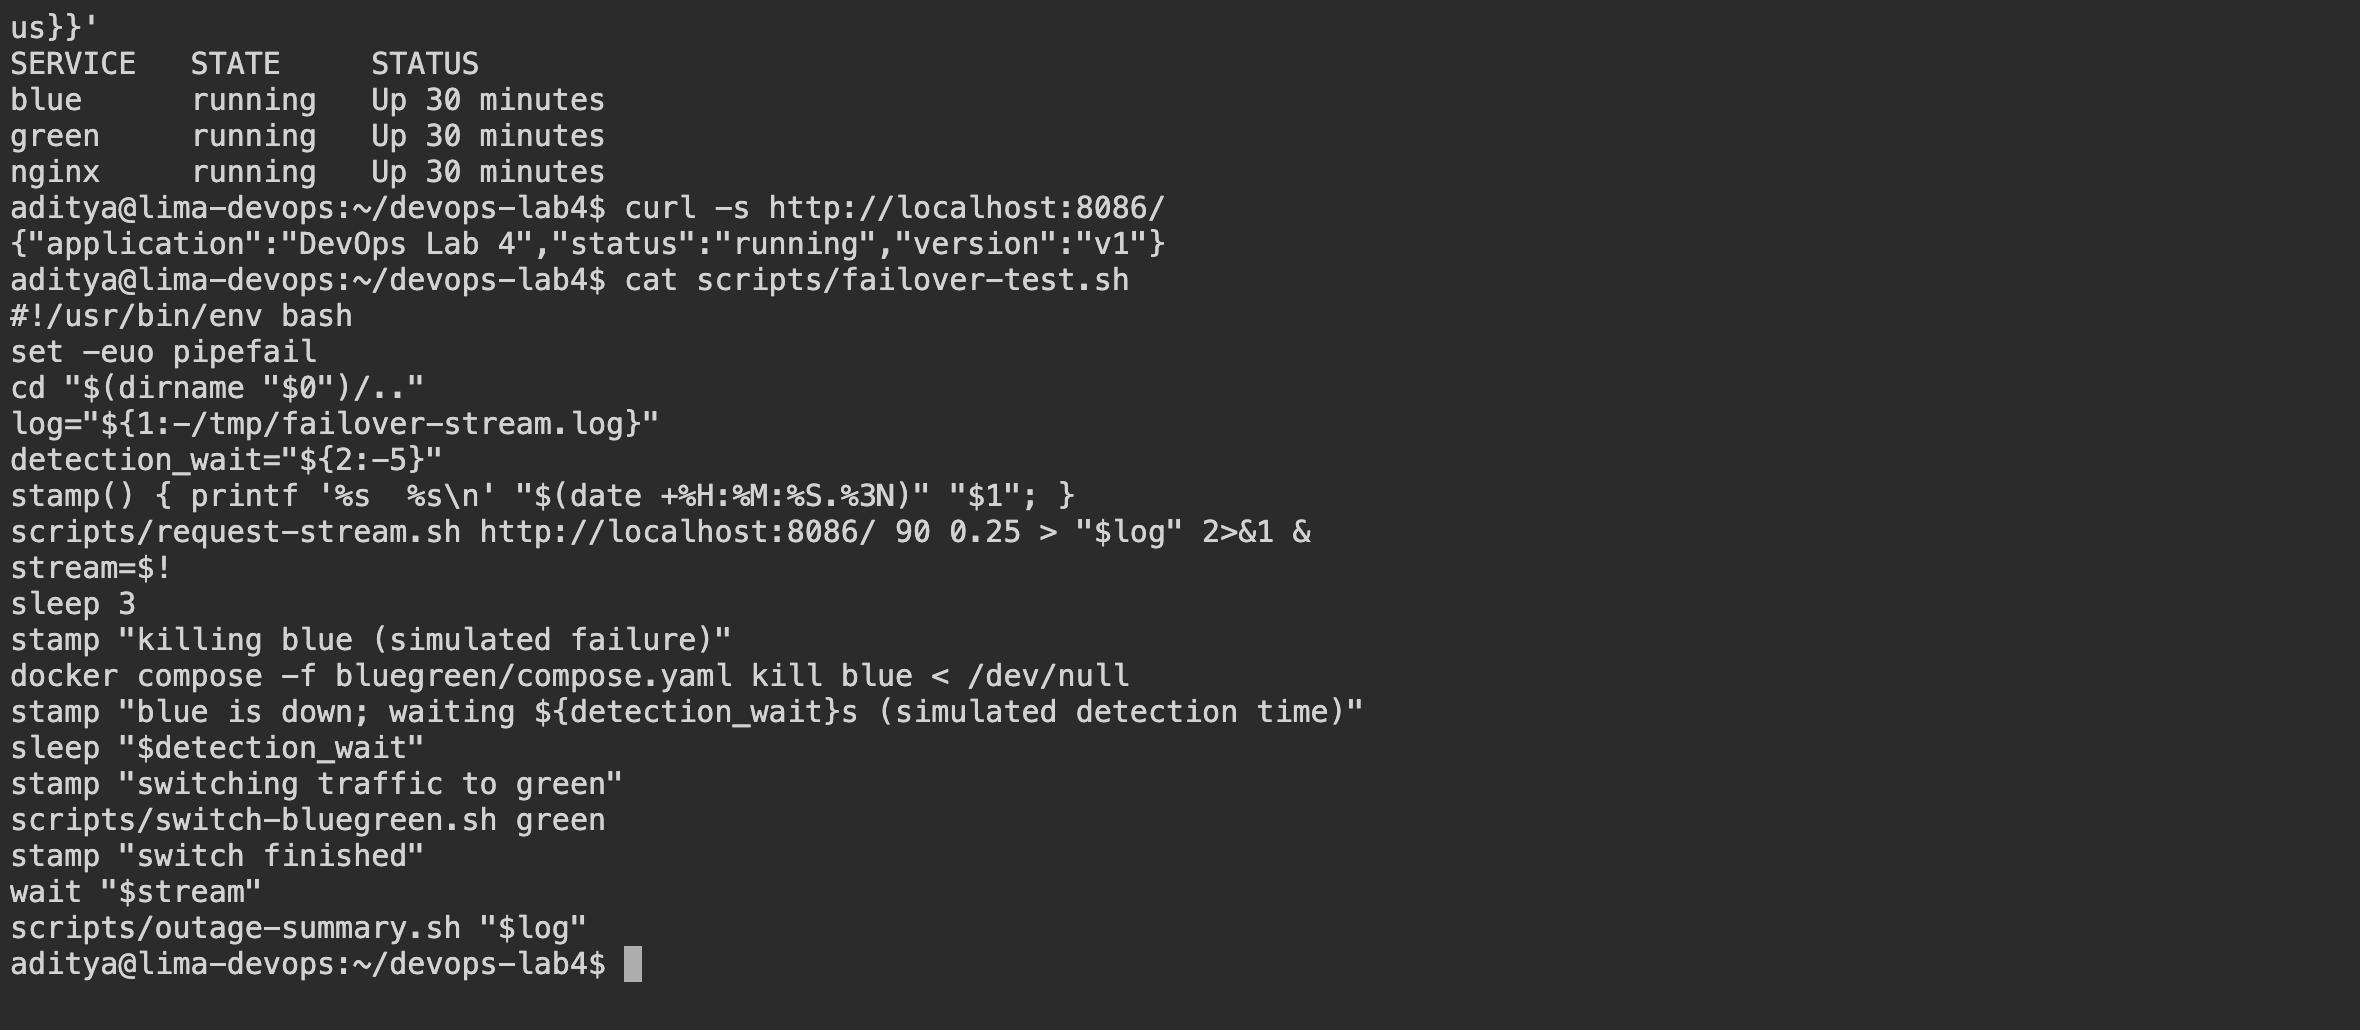 us}}'
SERVICE   STATE     STATUS
blue      running   Up 30 minutes
green     running   Up 30 minutes
nginx     running   Up 30 minutes
aditya@lima-devops:~/devops-lab4$ curl -s http://localhost:8086/
{"application":"DevOps Lab 4","status":"running","version":"v1"}
aditya@lima-devops:~/devops-lab4$ cat scripts/failover-test.sh
#!/usr/bin/env bash
set -euo pipefail
cd "$(dirname "$0")/.."
log="${1:-/tmp/failover-stream.log}"
detection_wait="${2:-5}"
stamp() { printf '%s  %s\n' "$(date +%H:%M:%S.%3N)" "$1"; }
scripts/request-stream.sh http://localhost:8086/ 90 0.25 > "$log" 2>&1 &
stream=$!
sleep 3
stamp "killing blue (simulated failure)"
docker compose -f bluegreen/compose.yaml kill blue < /dev/null
stamp "blue is down; waiting ${detection_wait}s (simulated detection time)"
sleep "$detection_wait"
stamp "switching traffic to green"
scripts/switch-bluegreen.sh green
stamp "switch finished"
wait "$stream"
scripts/outage-summary.sh "$log"
aditya@lima-devops:~/devops-lab4$